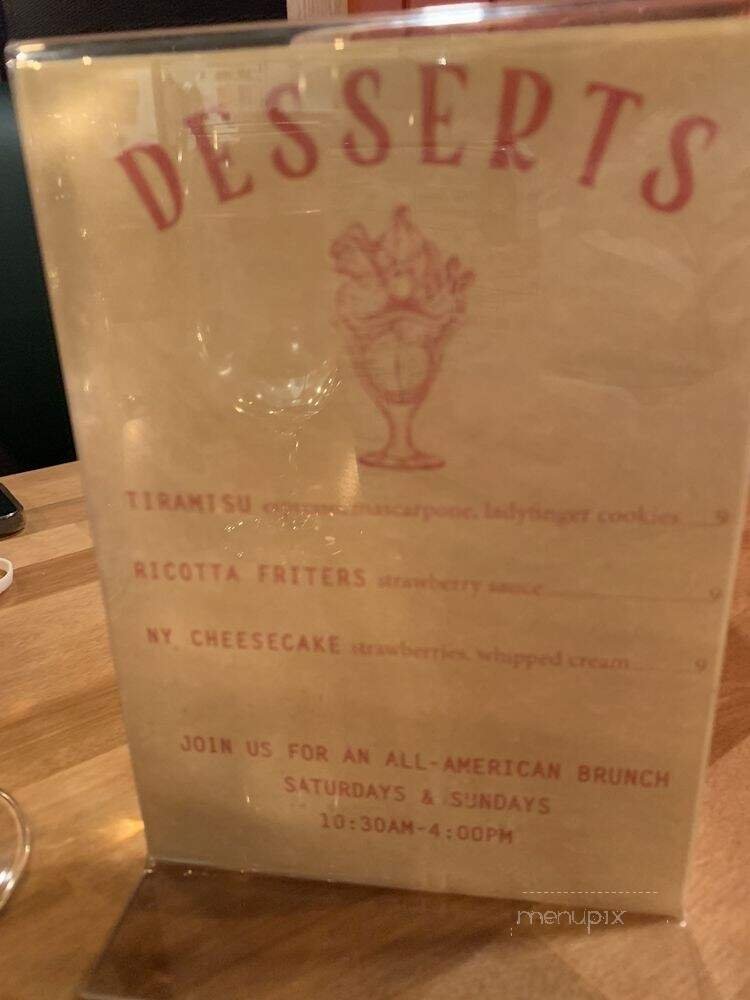 DESSERTS
TIRAMISU espresso, mascarpone, ladyfinger cookies......9
RICOTTA FRITERS strawberry sauce......................9
NY CHEESECAKE strawberries, whipped cream..........9
JOIN US FOR AN ALL-AMERICAN BRUNCH
SATURDAYS & SUNDAYS
10:30AM-4:00PM
menupix